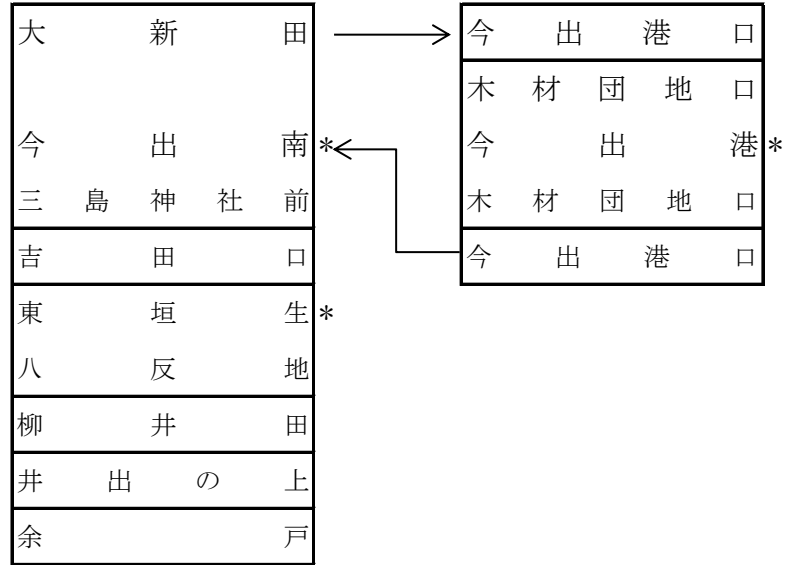 大新田
今出南*
三島神社前
吉田口
東垣生*
八反地
柳井田
井出の上
余戸
今出港口
木材団地口
今出港*
木材団地口
今出港口